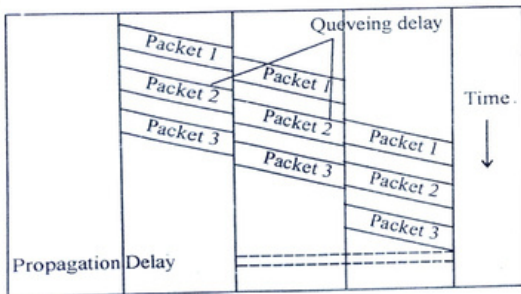 Queveing delay
Packet 1
Packet 2
Packet 3
Packet 1
Packet 2
Packet 3
Packet 1
Packet 2
Packet 3
Time
Propagation Delay